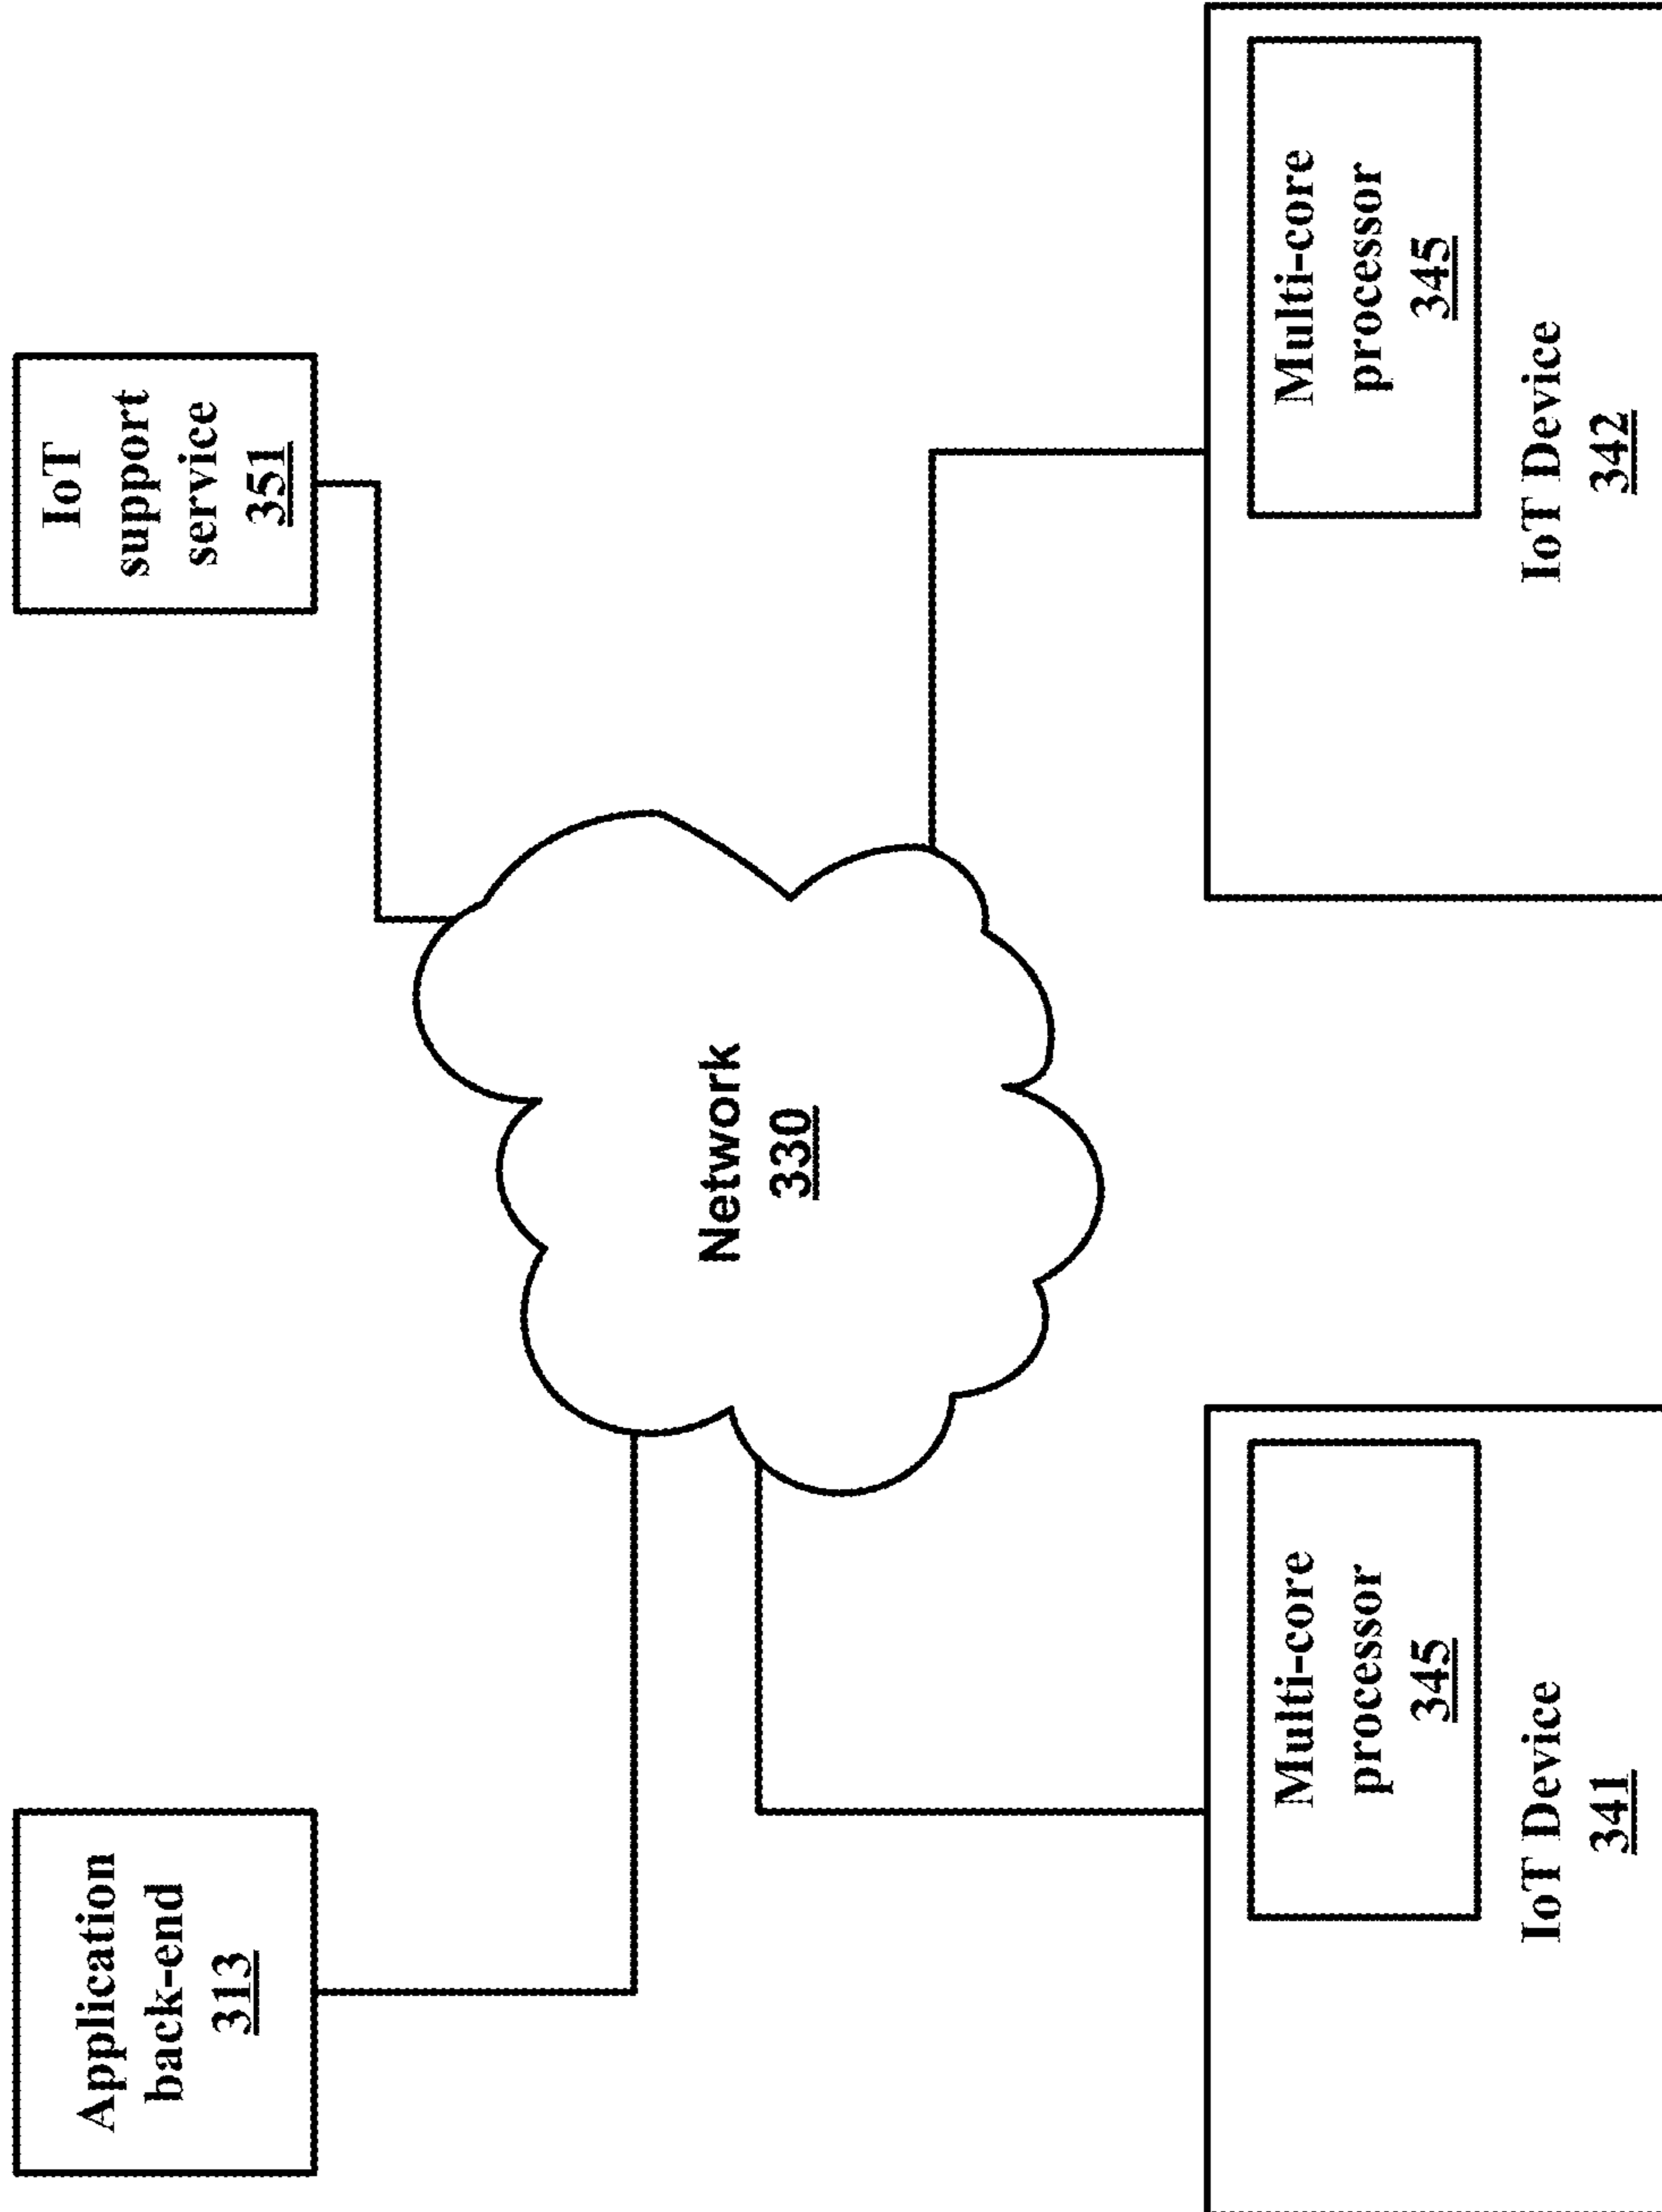 Application
back-end
313
IoT
support
service
351
Network
330
Multi-core
processor
345
IoT Device
341
Multi-core
processor
345
IoT Device
342